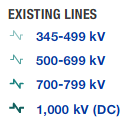 EXISTING LINES
345-499 kV
500-699 kV
700-799 kV
1,000 kV (DC)